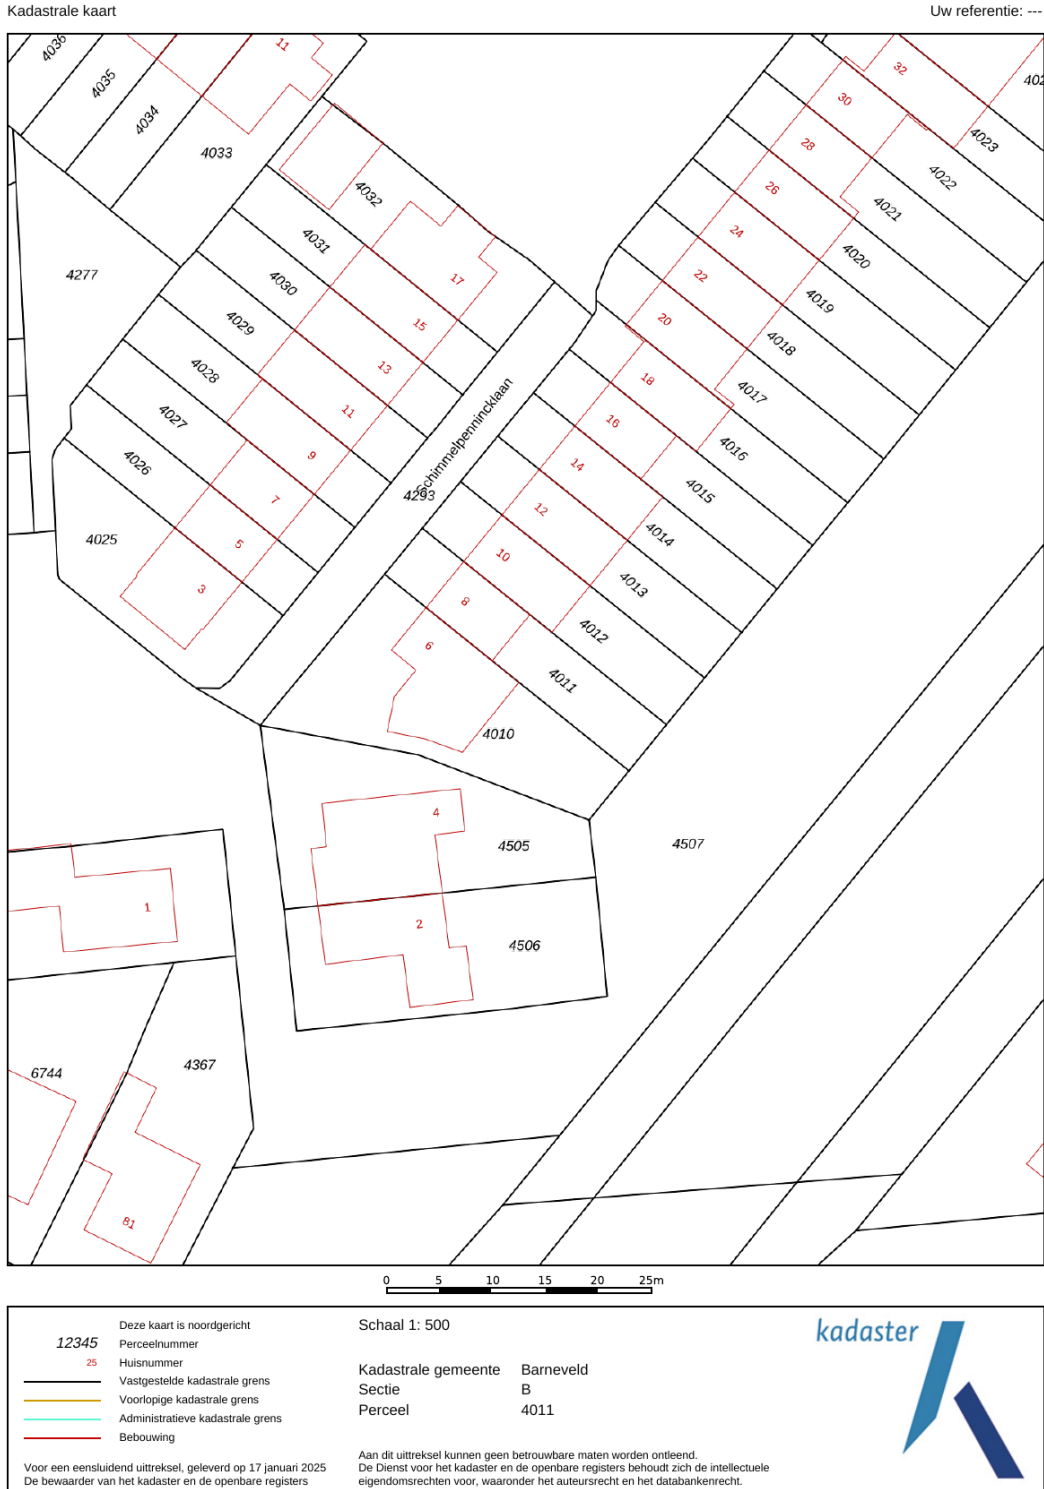 Kadastrale kaart
Uw referentie: ---
4036
4035
4034
4033
11
4032
4031
4030
4029
4028
4027
4026
4025
4277
17
15
13
11
9
7
5
3
Schimmelpennincklaan
4293
32
30
28
26
24
22
20
18
16
14
12
10
8
6
4023
4022
4021
4020
4019
4018
4017
4016
4015
4014
4013
4012
4011
4010
4
4505
4507
2
4506
1
4367
6744
81
0 5 10 15 20 25m
Deze kaart is noordgericht
12345 Perceelnummer
25 Huisnummer
Vastgestelde kadastrale grens
Voorlopige kadastrale grens
Administratieve kadastrale grens
Bebouwing
Voor een eensluidend uittreksel, geleverd op 17 januari 2025
De bewaarder van het kadaster en de openbare registers
Schaal 1: 500
Kadastrale gemeente Barneveld
Sectie B
Perceel 4011
Aan dit uittreksel kunnen geen betrouwbare maten worden ontleend.
De Dienst voor het kadaster en de openbare registers behoudt zich de intellectuele
eigendomsrechten voor, waaronder het auteursrecht en het databankenrecht.
kadaster